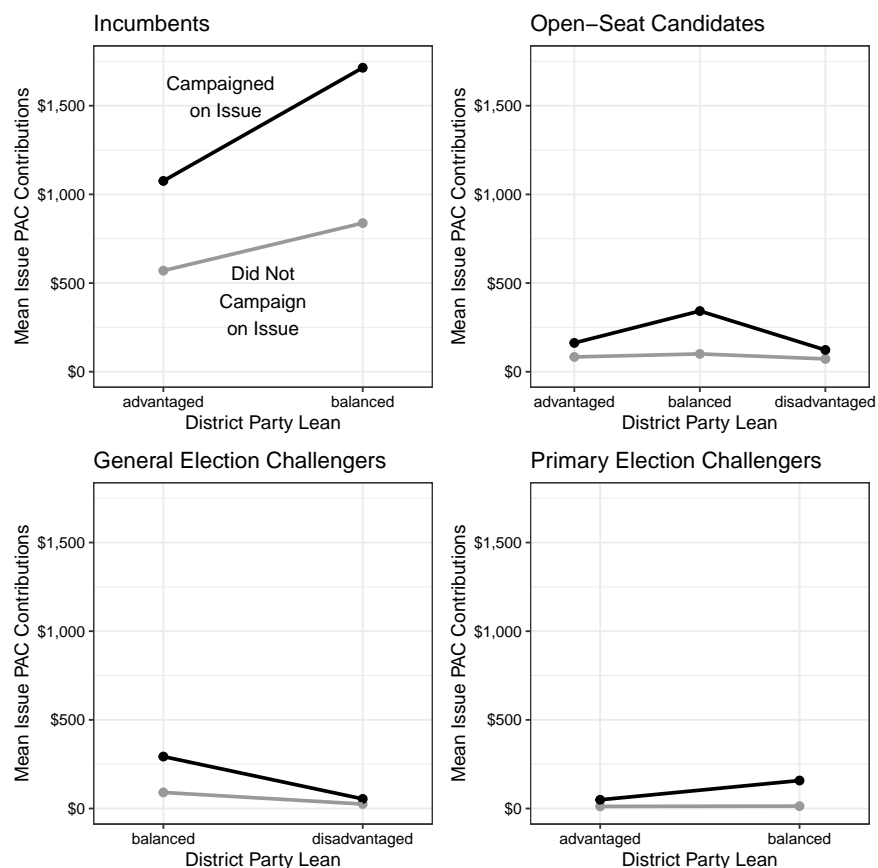 Incumbents
Mean Issue PAC Contributions
$1,500
$1,000
$500
$0
Campaigned
on Issue
Did Not
Campaign
on Issue
advantaged
balanced
District Party Lean
Open−Seat Candidates
Mean Issue PAC Contributions
$1,500
$1,000
$500
$0
advantaged
balanced
disadvantaged
District Party Lean
General Election Challengers
Mean Issue PAC Contributions
$1,500
$1,000
$500
$0
balanced
disadvantaged
District Party Lean
Primary Election Challengers
Mean Issue PAC Contributions
$1,500
$1,000
$500
$0
advantaged
balanced
District Party Lean